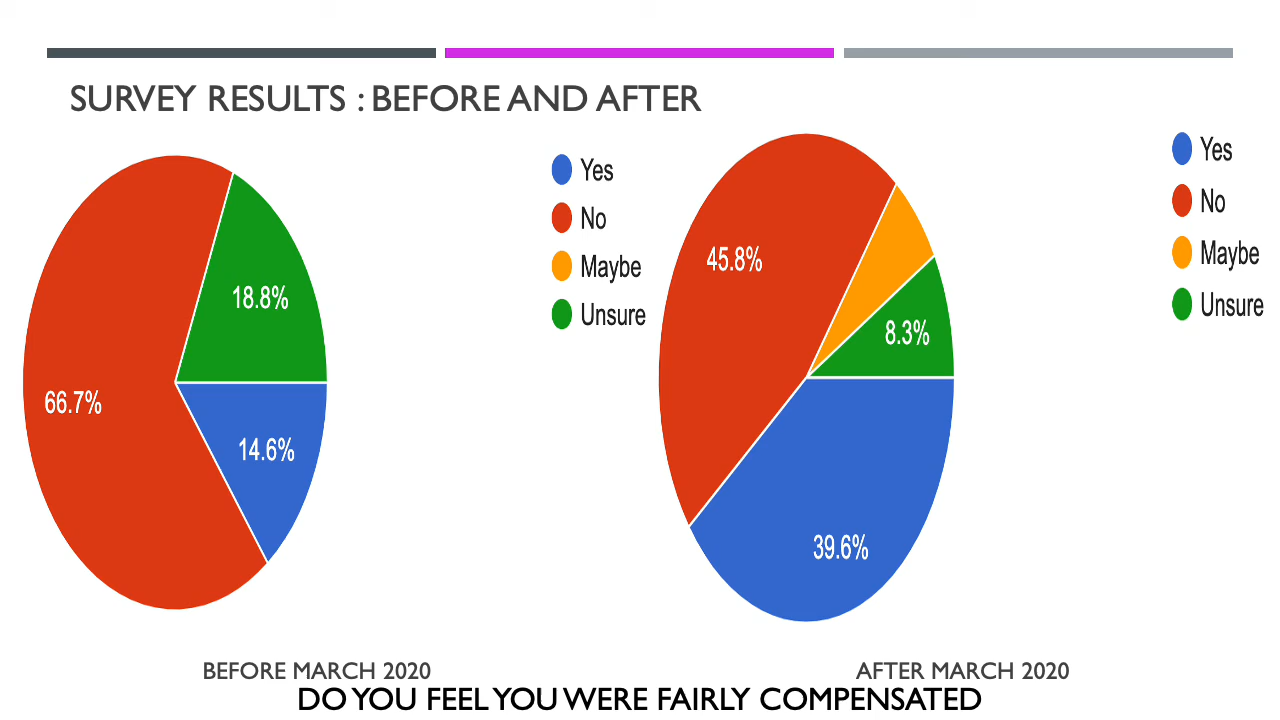 SURVEY RESULTS : BEFORE AND AFTER
Yes
No
Maybe
Unsure
18.8%
66.7%
14.6%
Yes
No
Maybe
Unsure
45.8%
8.3%
39.6%
BEFORE MARCH 2020
AFTER MARCH 2020
DO YOU FEEL YOU WERE FAIRLY COMPENSATED